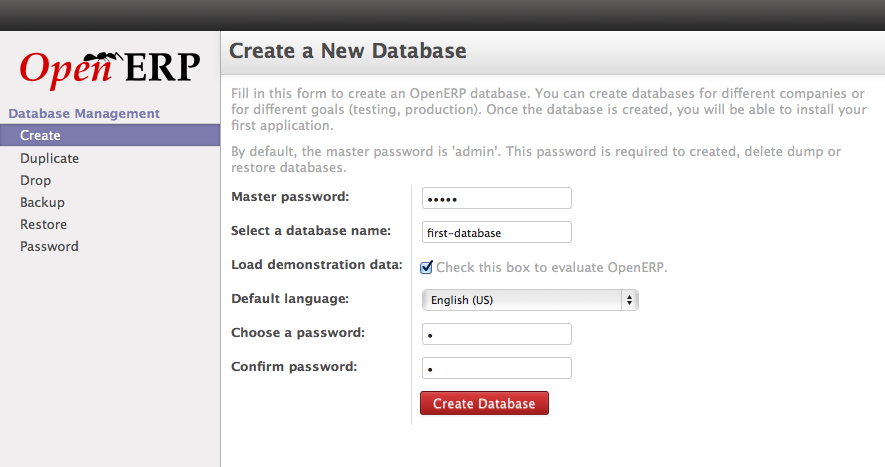 Open ERP
Database Management
Create
Duplicate
Drop
Backup
Restore
Password
Create a New Database
Fill in this form to create an OpenERP database. You can create databases for different companies or
for different goals (testing, production). Once the database is created, you will be able to install your
first application.
By default, the master password is 'admin'. This password is required to created, delete dump or
restore databases.
Master password: •••••
Select a database name: first-database
Load demonstration data: Check this box to evaluate OpenERP.
Default language: English (US)
Choose a password: •
Confirm password: •
Create Database